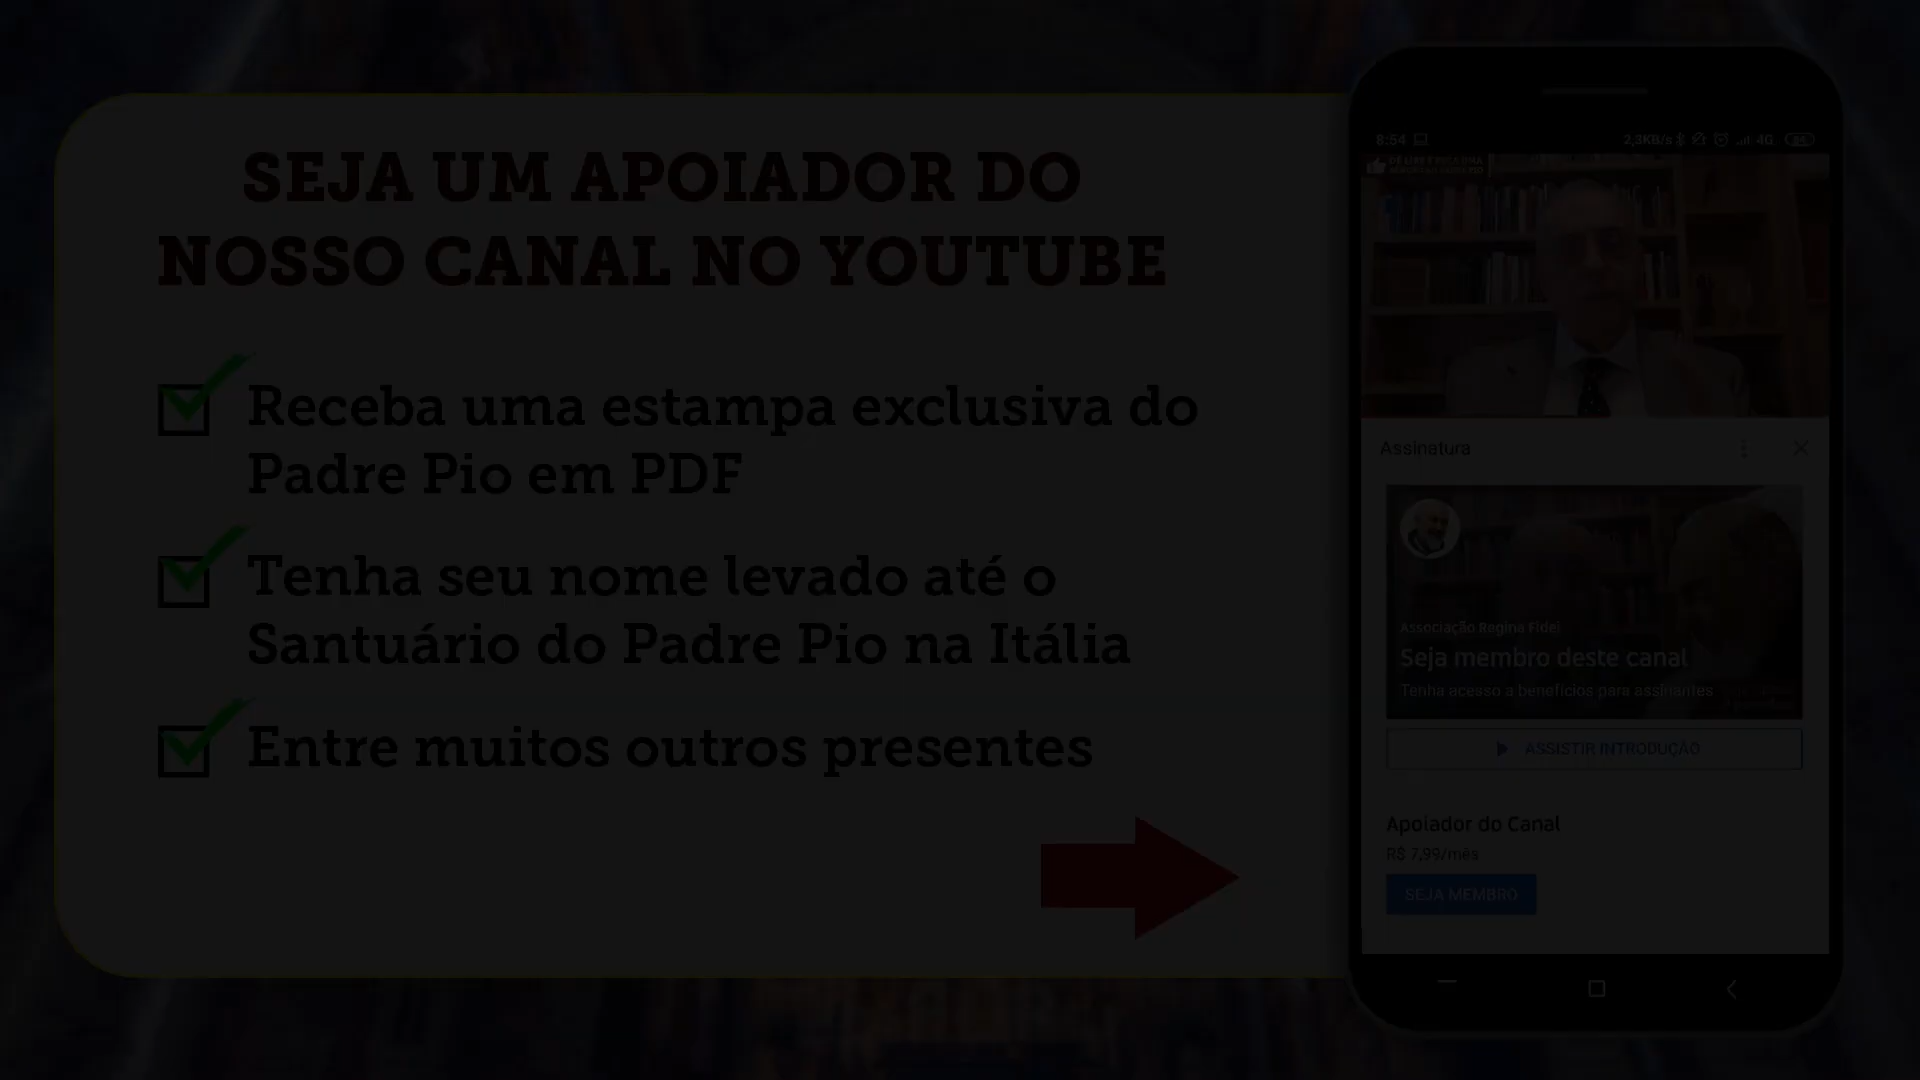 SEJA UM APOIADOR DO
NOSSO CANAL NO YOUTUBE
Receba uma estampa exclusiva do
Padre Pio em PDF
Tenha seu nome levado até o
Santuário do Padre Pio na Itália
Entre muitos outros presentes
8:54
2,3KB/s 4G
Assinatura
Associação Regina Fidei
Seja membro deste canal
Tenha acesso a benefícios para assinantes
ASSISTIR INTRODUÇÃO
Apoiador do Canal
R$ 7,99/mês
SEJA MEMBRO